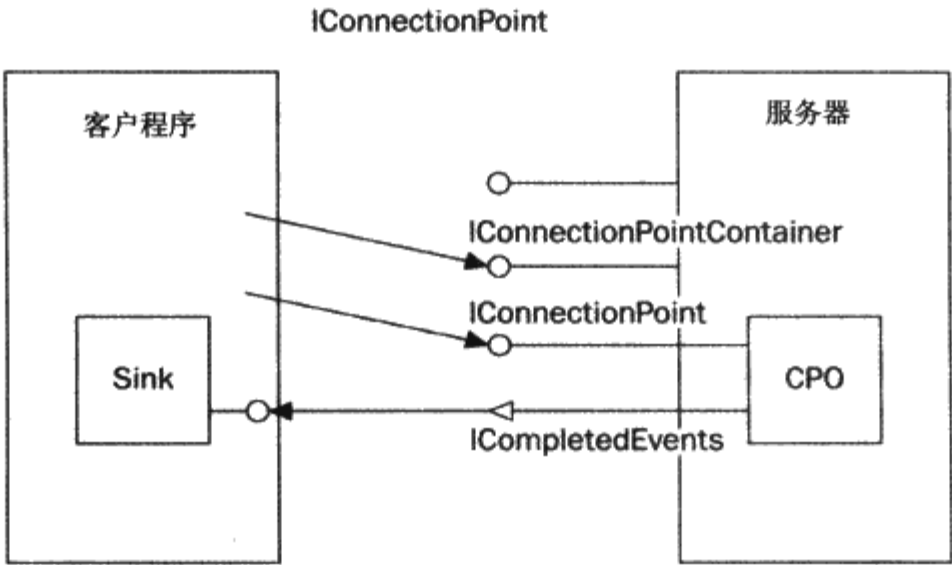 IConnectionPoint
客户程序
服务器
IConnectionPointContainer
IConnectionPoint
Sink
CPO
ICompletedEvents